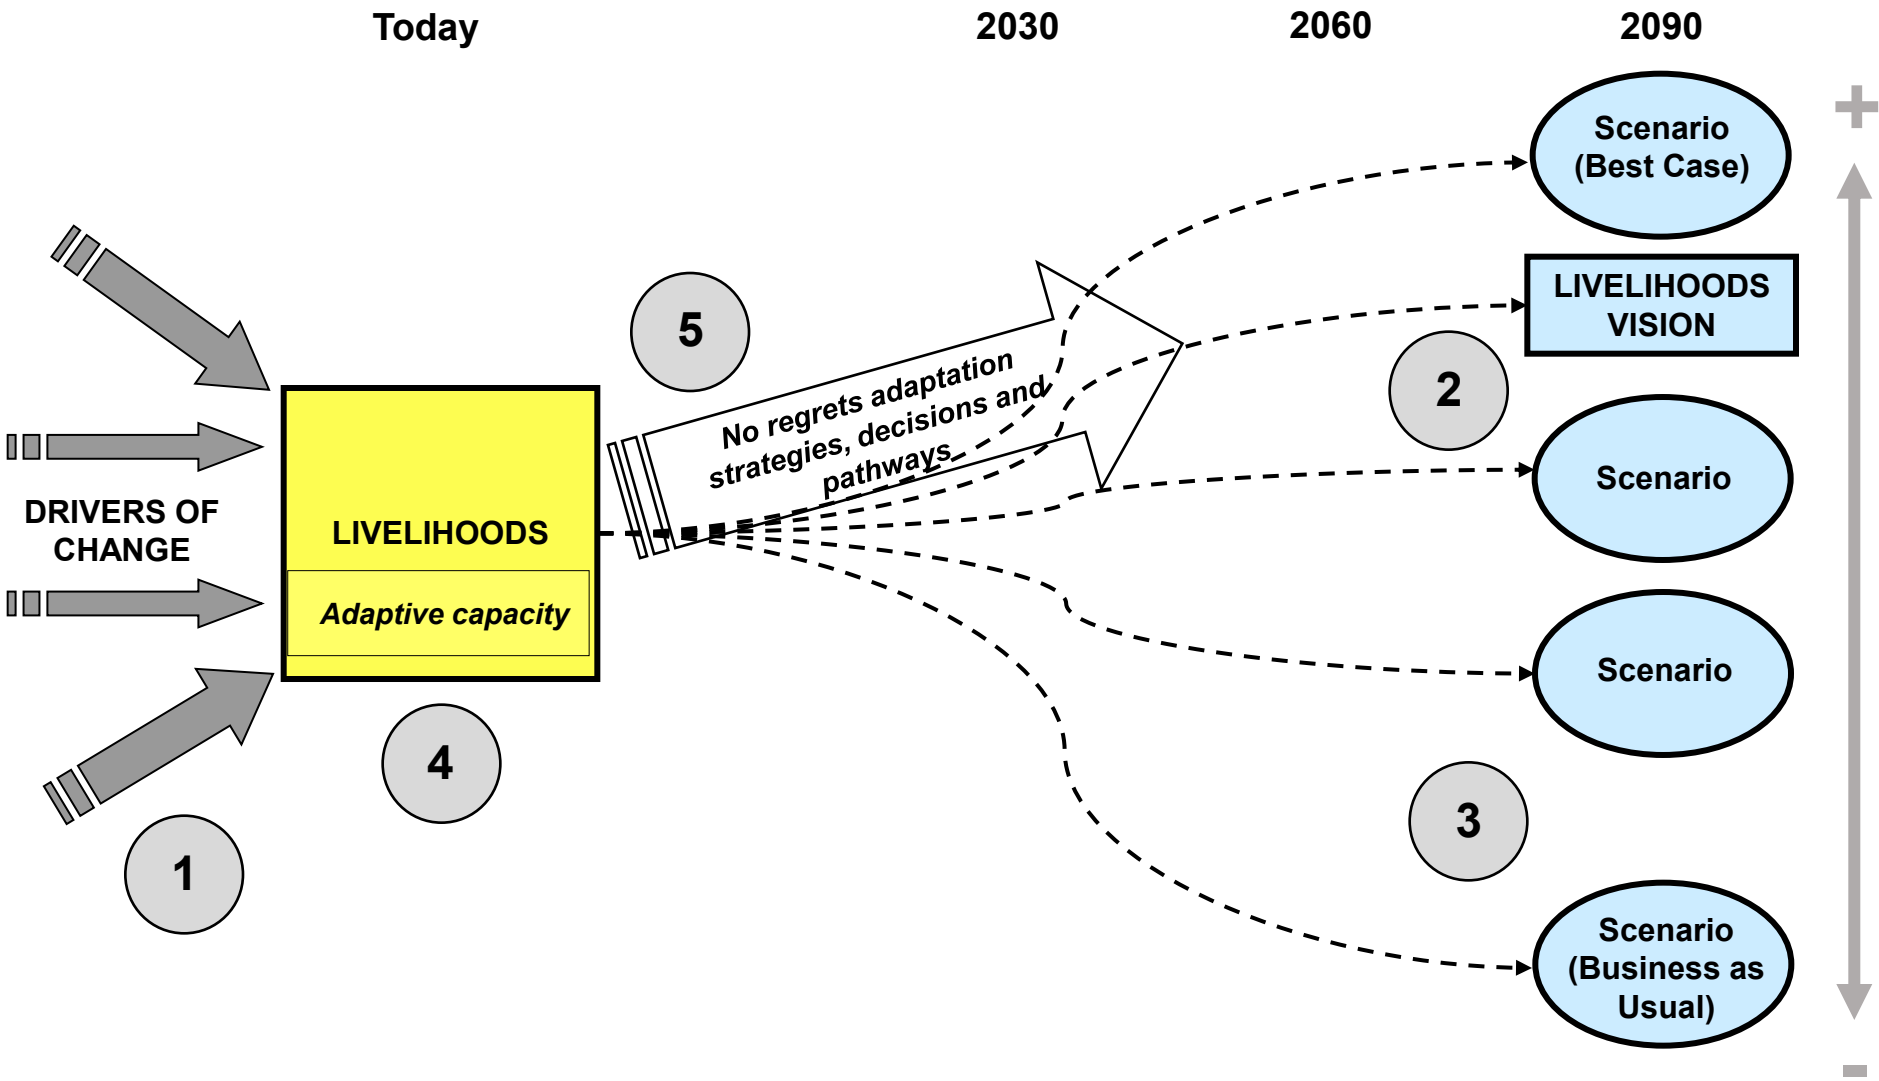 Today
2030
2060
2090
Scenario
(Best Case)
+
LIVELIHOODS
VISION
5
No regrets adaptation
strategies, decisions and
pathways
2
Scenario
DRIVERS OF
CHANGE
LIVELIHOODS
Adaptive capacity
Scenario
4
3
1
Scenario
(Business as
Usual)
-